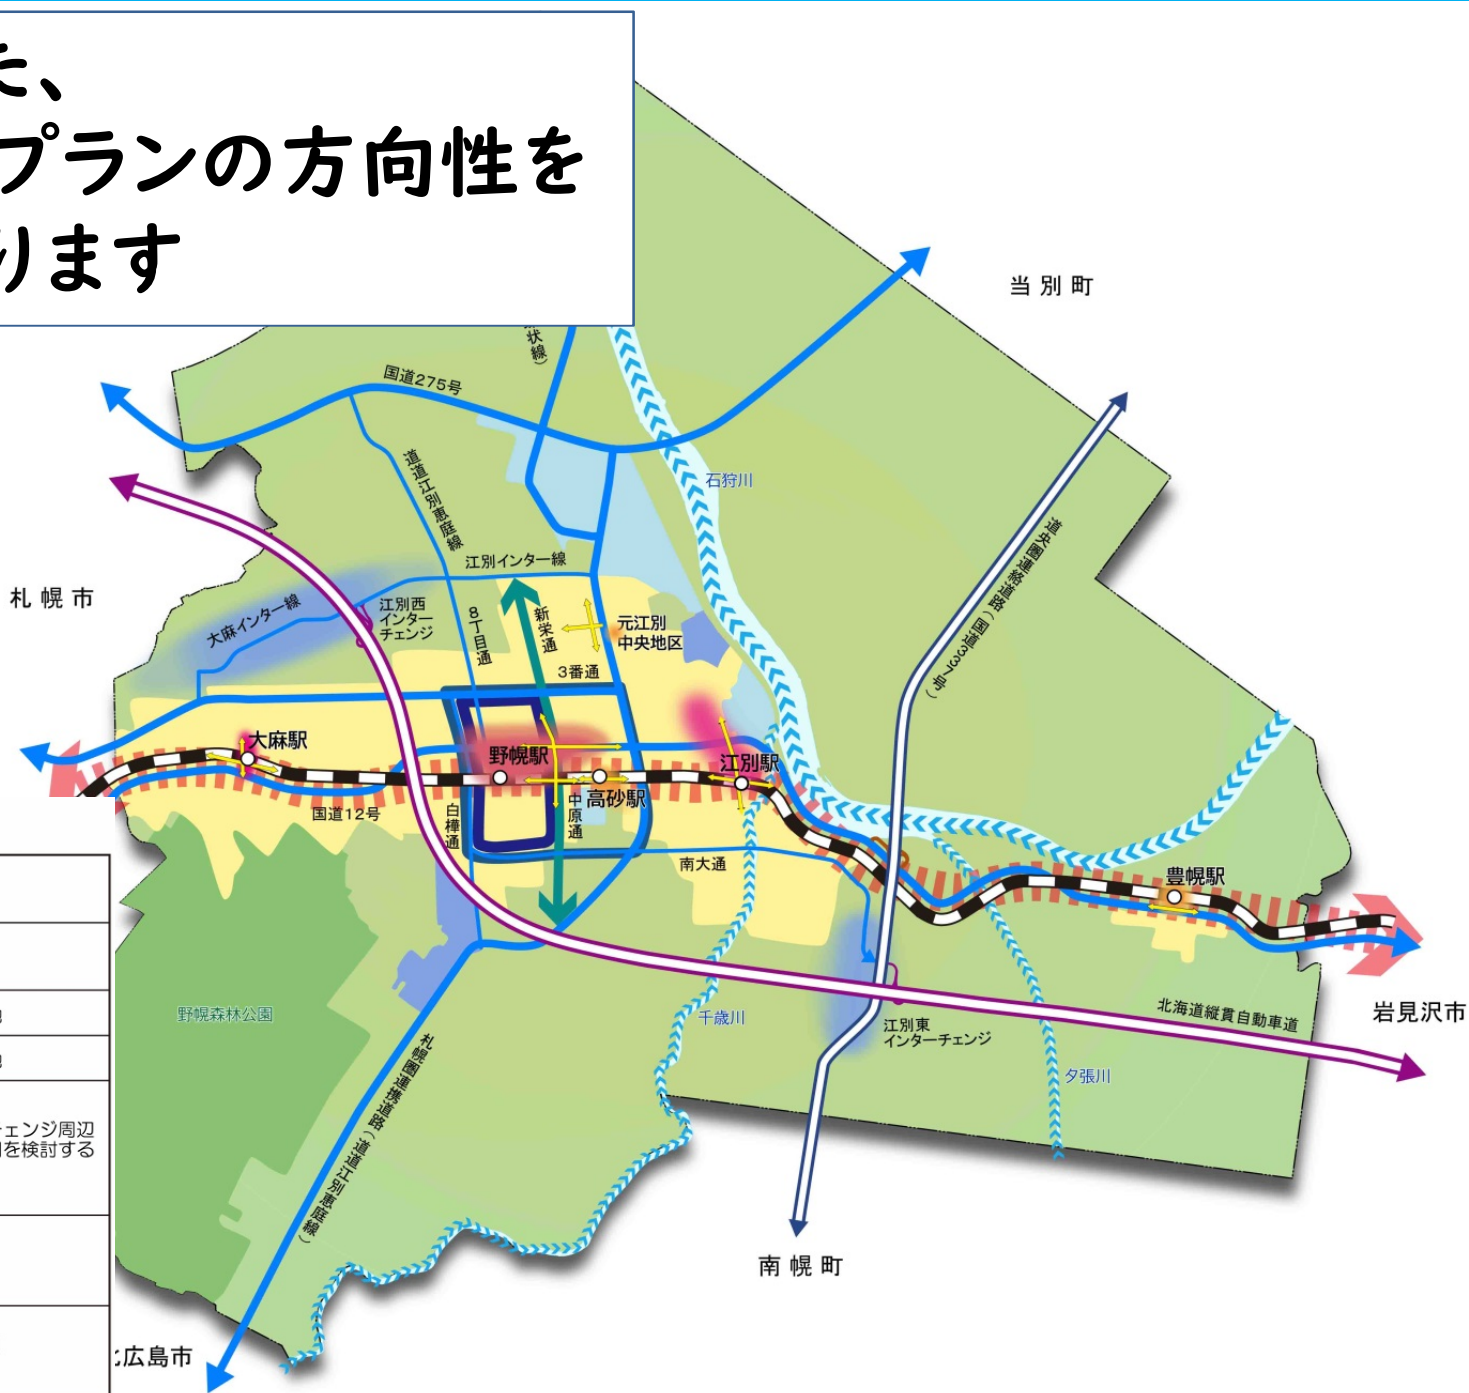 た、
プランの方向性を
ります
当別町
状線）
国道275号
石狩川
道道江別恵庭線
道央圏連絡道路（国道337号）
江別インター線
札幌市
大麻インター線
江別西
インター
チェンジ
8丁目通
新栄通
元江別
中央地区
3番通
大麻駅
野幌駅
江別駅
高砂駅
国道12号
白樺通
中原通
南大通
豊幌駅
野幌森林公園
千歳川
江別東
インターチェンジ
北海道縦貫自動車道
岩見沢市
夕張川
札幌圏連携道路（道道江別恵庭線）
チェンジ周辺
を検討する
南幌町
広島市